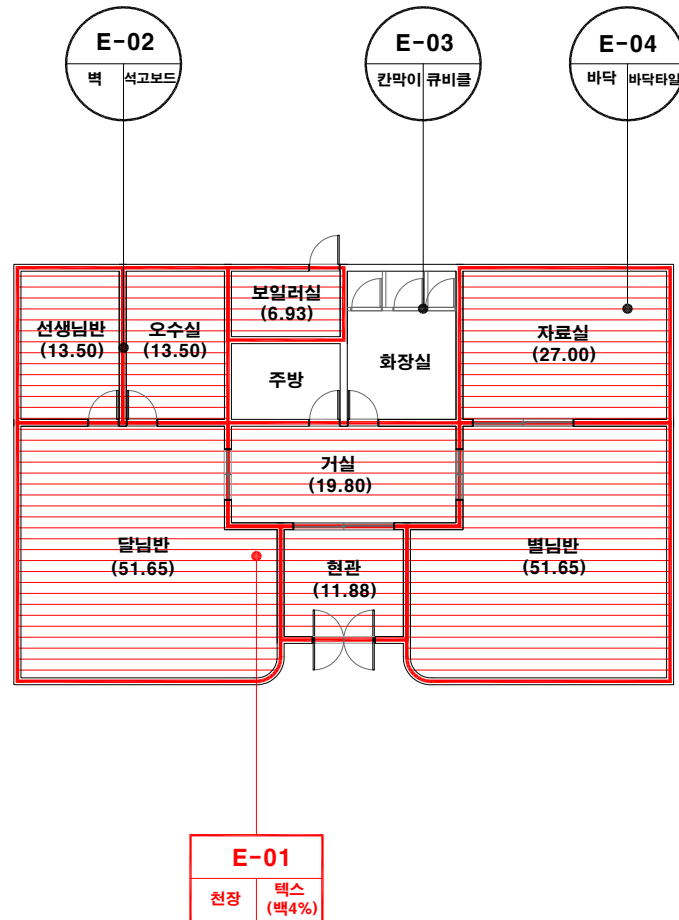 E-02
벽 석고보드
E-03
칸막이 큐비클
E-04
바닥 바닥타일
보일러실
(6.93)
선생님반
(13.50)
오수실
(13.50)
자료실
(27.00)
주방
화장실
거실
(19.80)
달님반
(51.65)
현관
(11.88)
별님반
(51.65)
E-01
천장
텍스
(백4%)